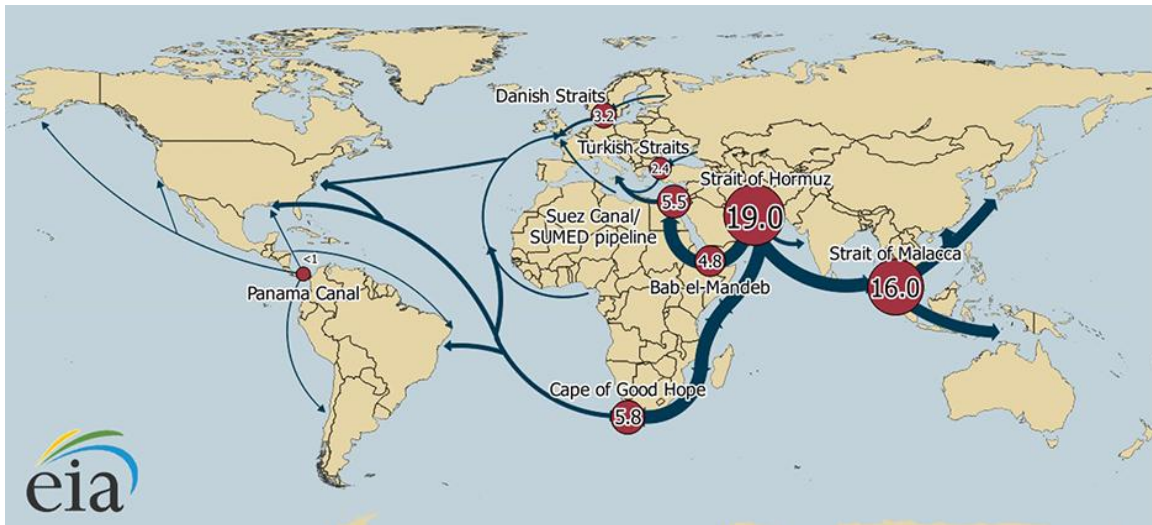 Danish Straits
3.2
Turkish Straits
2.4
Strait of Hormuz
5.5
19.0
Suez Canal/
SUMED pipeline
4.8
Bab el-Mandeb
Strait of Malacca
16.0
<1
Panama Canal
Cape of Good Hope
5.8
eia